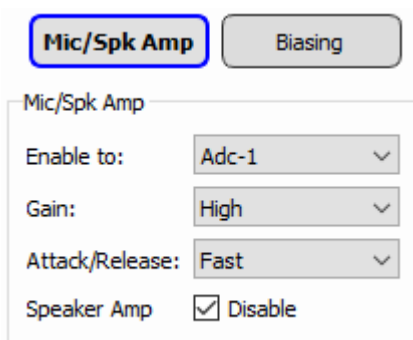 Mic/Spk Amp Biasing
Mic/Spk Amp
Enable to: Adc-1
Gain: High
Attack/Release: Fast
Speaker Amp Disable